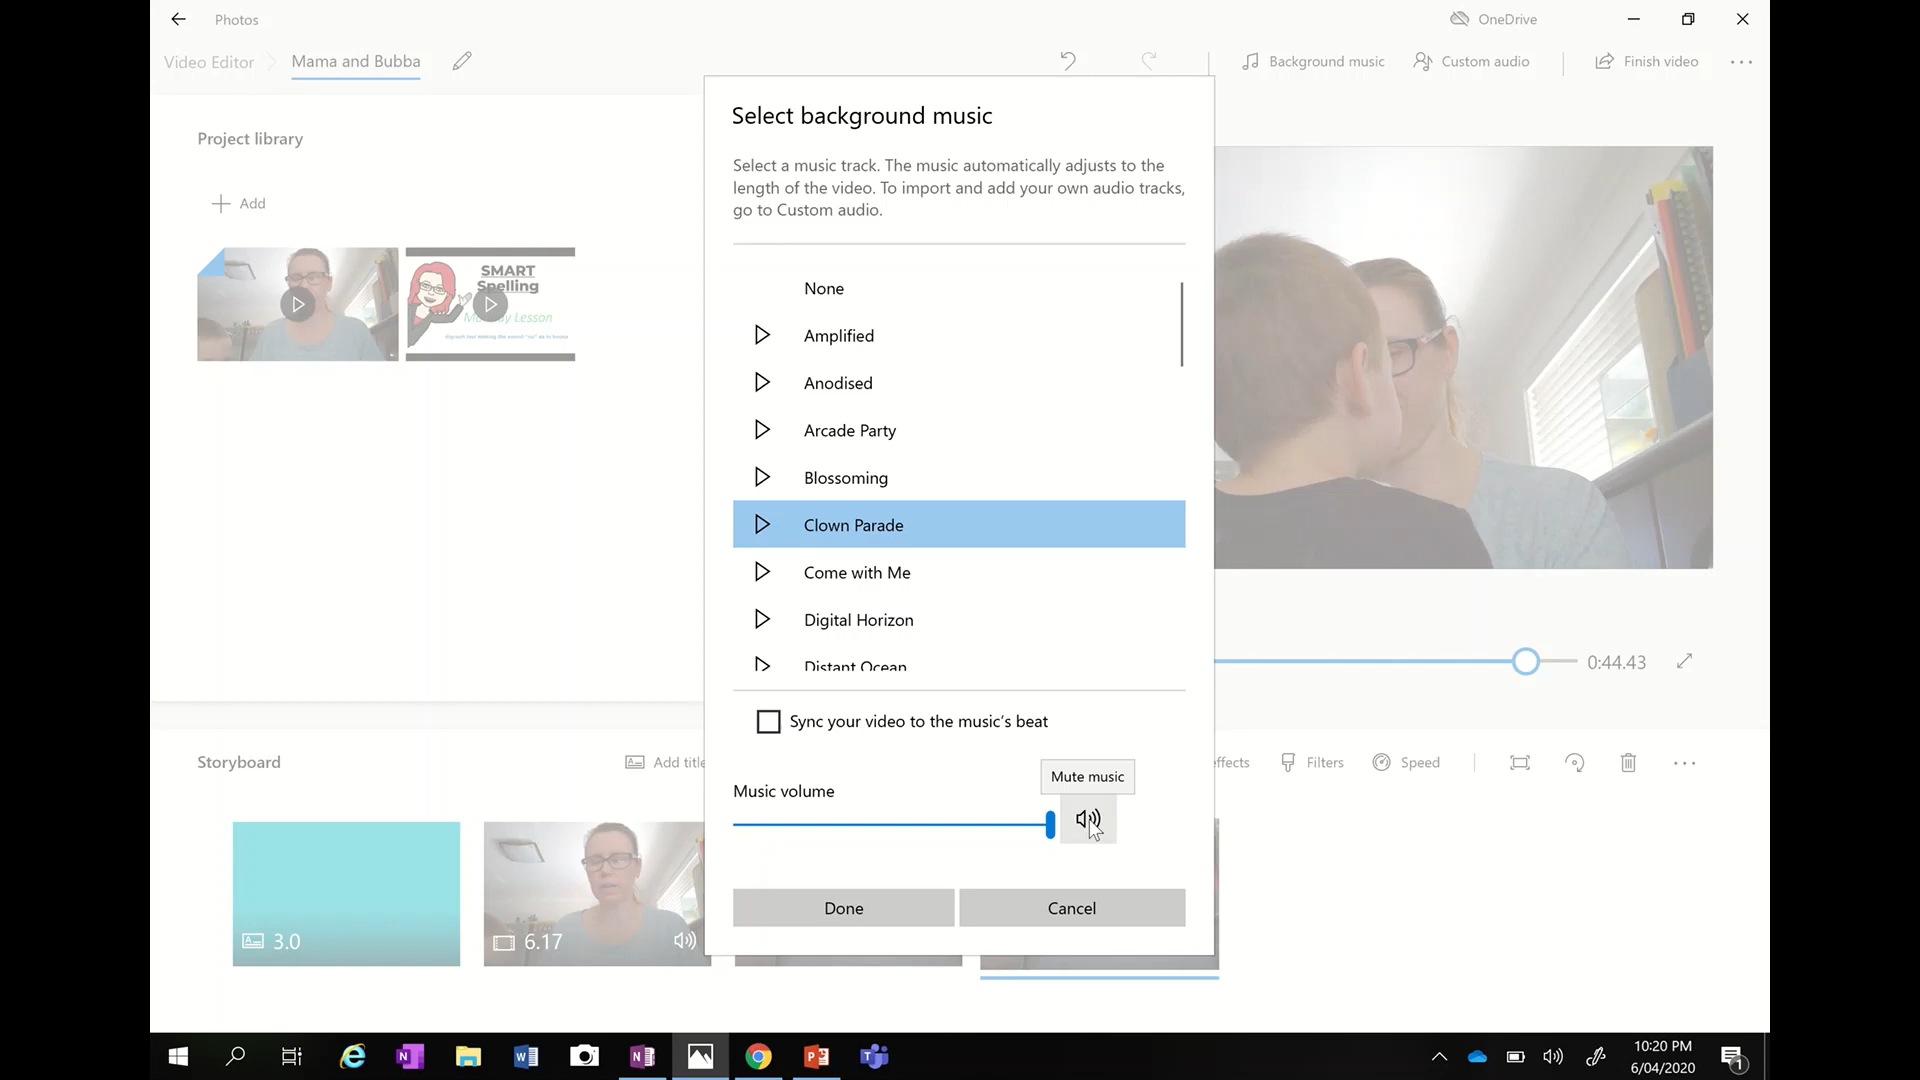 Photos
OneDrive
Video Editor
Mama and Bubba
Background music
Custom audio
Finish video
Project library
Add
SMART
Spelling
Lesson
Select background music
Select a music track. The music automatically adjusts to the
length of the video. To import and add your own audio tracks,
go to Custom audio.
None
Amplified
Anodised
Arcade Party
Blossoming
Clown Parade
Come with Me
Digital Horizon
Distant Ocean
Sync your video to the music's beat
Mute music
Music volume
Done
Cancel
0:44.43
Storyboard
Add title
ffects
Filters
Speed
3.0
6.17
10:20 PM
6/04/2020
1